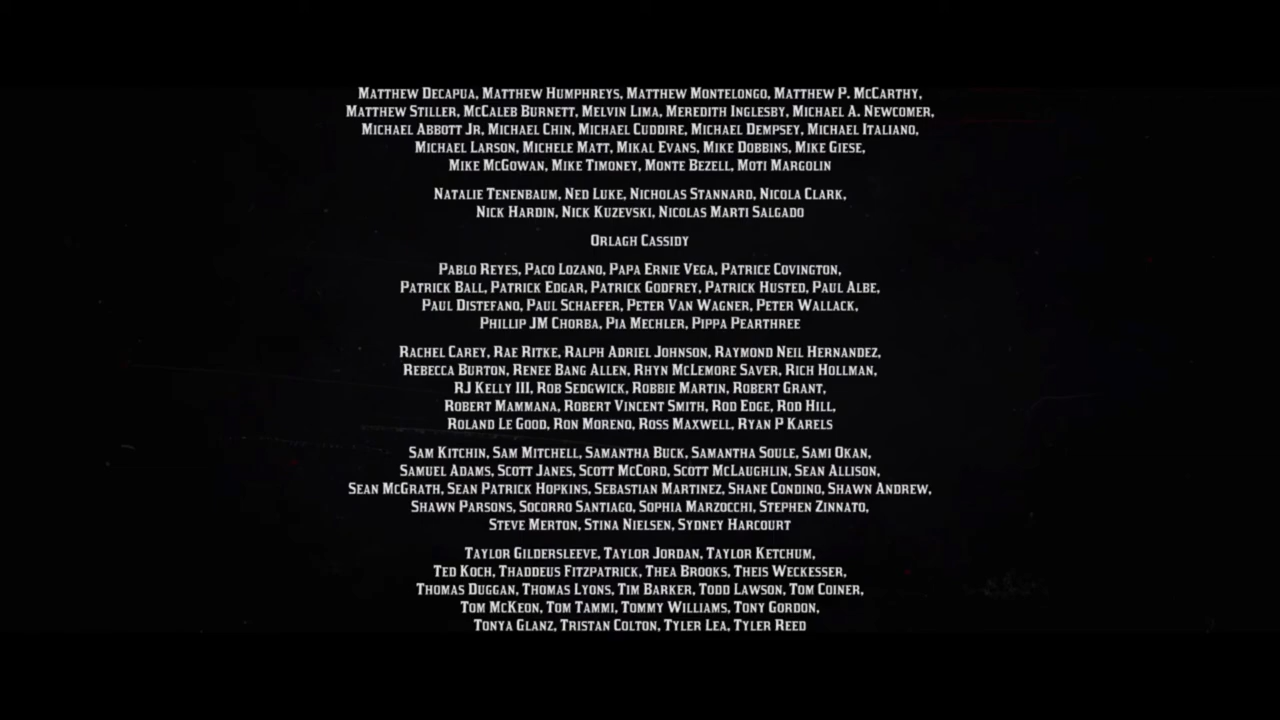 Matthew Decapua, Matthew Humphreys, Matthew Montelongo, Matthew P. McCarthy,
Matthew Stiller, McCaleb Burnett, Melvin Lima, Meredith Inglesby, Michael A. Newcomer,
Michael Abbott Jr, Michael Chin, Michael Cuddire, Michael Dempsey, Michael Italiano,
Michael Larson, Michele Matt, Mikal Evans, Mike Dobbins, Mike Giese,
Mike McGowan, Mike Timoney, Monte Bezell, Moti Margolin
Natalie Tenenbaum, Ned Luke, Nicholas Stannard, Nicola Clark,
Nick Hardin, Nick Kuzevski, Nicolas Marti Salgado
Orlagh Cassidy
Pablo Reyes, Paco Lozano, Papa Ernie Vega, Patrice Covington,
Patrick Ball, Patrick Edgar, Patrick Godfrey, Patrick Husted, Paul Albe,
Paul Distefano, Paul Schaefer, Peter Van Wagner, Peter Wallack,
Phillip JM Chorba, Pia Mechler, Pippa Pearthree
Rachel Carey, Rae Ritke, Ralph Adriel Johnson, Raymond Neil Hernandez,
Rebecca Burton, Renee Bang Allen, Rhyn McLemore Saver, Rich Hollman,
RJ Kelly III, Rob Sedgwick, Robbie Martin, Robert Grant,
Robert Mammana, Robert Vincent Smith, Rod Edge, Rod Hill,
Roland Le Good, Ron Moreno, Ross Maxwell, Ryan P Karels
Sam Kitchin, Sam Mitchell, Samantha Buck, Samantha Soule, Sami Okan,
Samuel Adams, Scott Janes, Scott McCord, Scott McLaughlin, Sean Allison,
Sean McGrath, Sean Patrick Hopkins, Sebastian Martinez, Shane Condino, Shawn Andrew,
Shawn Parsons, Socorro Santiago, Sophia Marzocchi, Stephen Zinnato,
Steve Merton, Stina Nielsen, Sydney Harcourt
Taylor Gildersleeve, Taylor Jordan, Taylor Ketchum,
Ted Koch, Thaddeus Fitzpatrick, Thea Brooks, Theis Weckesser,
Thomas Duggan, Thomas Lyons, Tim Barker, Todd Lawson, Tom Coiner,
Tom McKeon, Tom Tammi, Tommy Williams, Tony Gordon,
Tonya Glanz, Tristan Colton, Tyler Lea, Tyler Reed